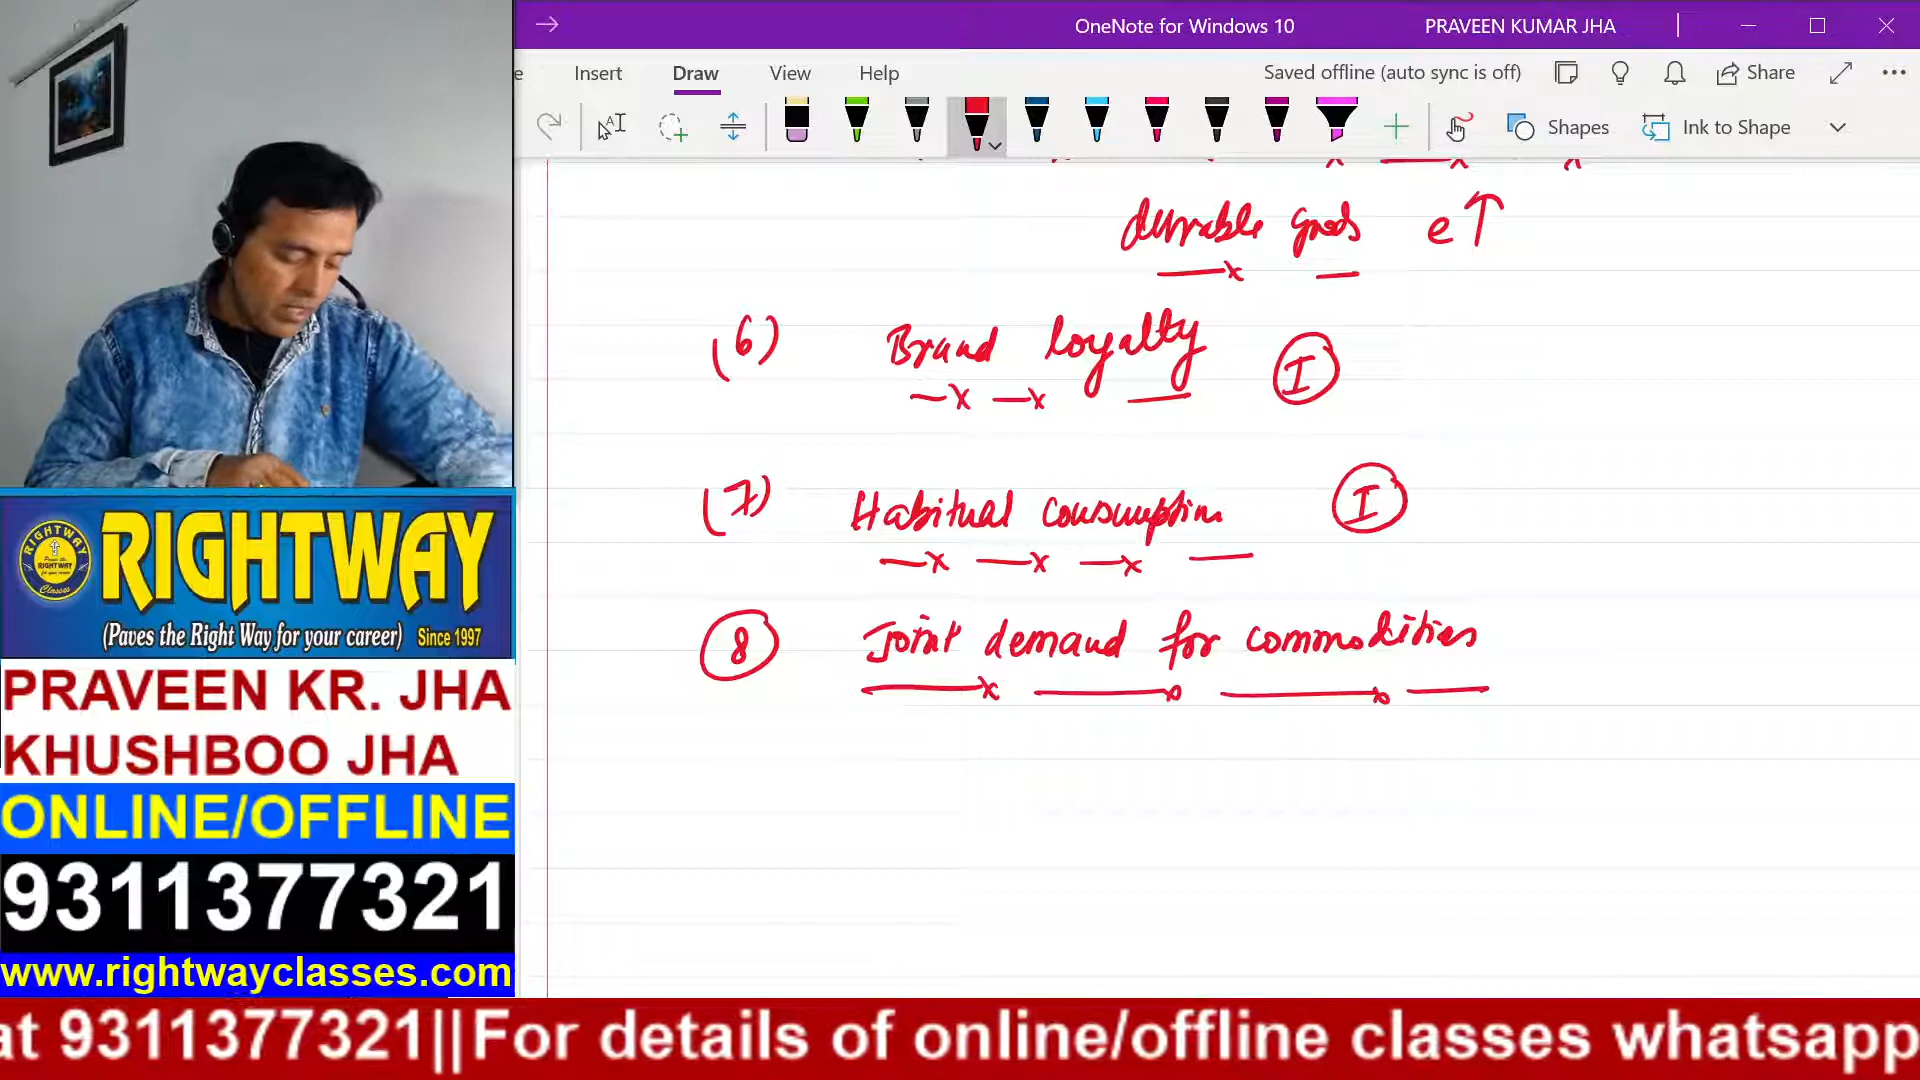 OneNote for Windows 10 PRAVEEN KUMAR JHA
Insert Draw View Help Saved offline (auto sync is off) Share
Shapes Ink to Shape
durable goods e↑
(6) Brand loyalty I
(7) Habitual consumption I
8 Joint demand for commodities
RIGHTWAY
Classes
RIGHTWAY
(Paves the Right Way for your career) Since 1997
PRAVEEN KR. JHA
KHUSHBOO JHA
ONLINE/OFFLINE
9311377321
www.rightwayclasses.com
at 9311377321||For details of online/offline classes whatsapp